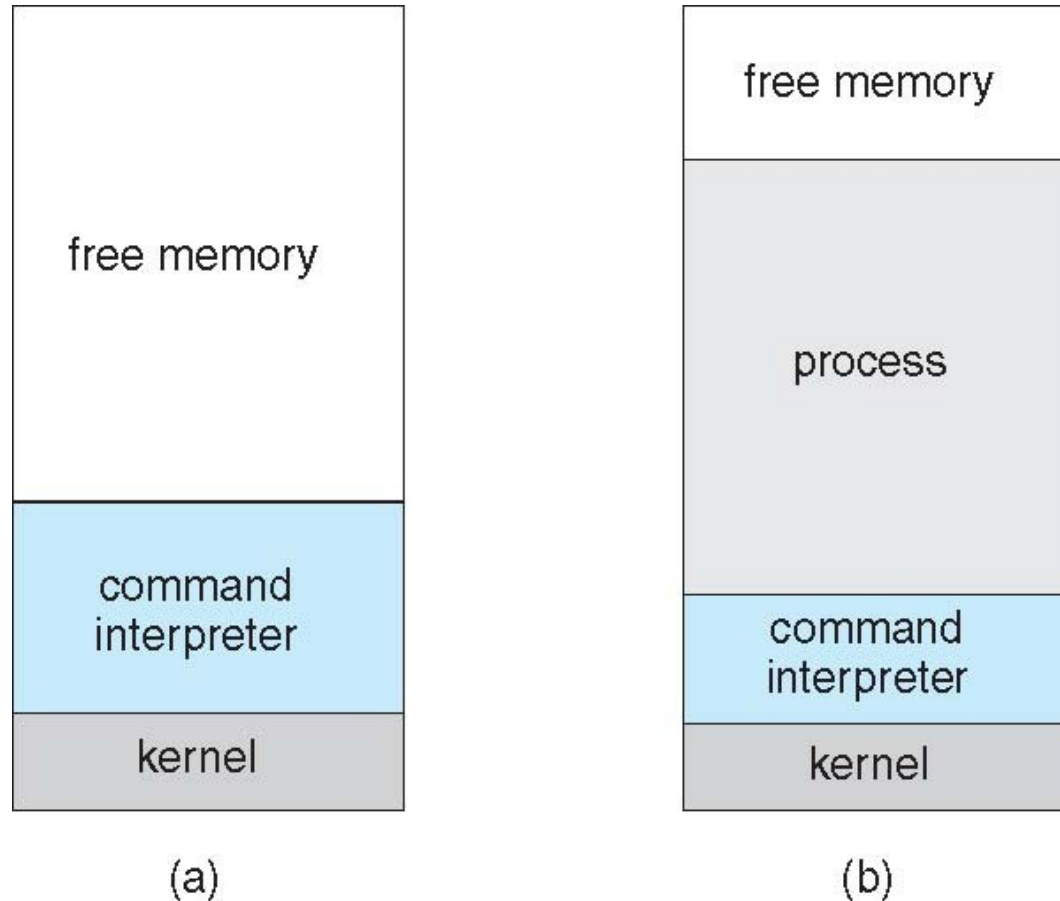 free memory
command
interpreter
kernel
(a)
free memory
process
command
interpreter
kernel
(b)